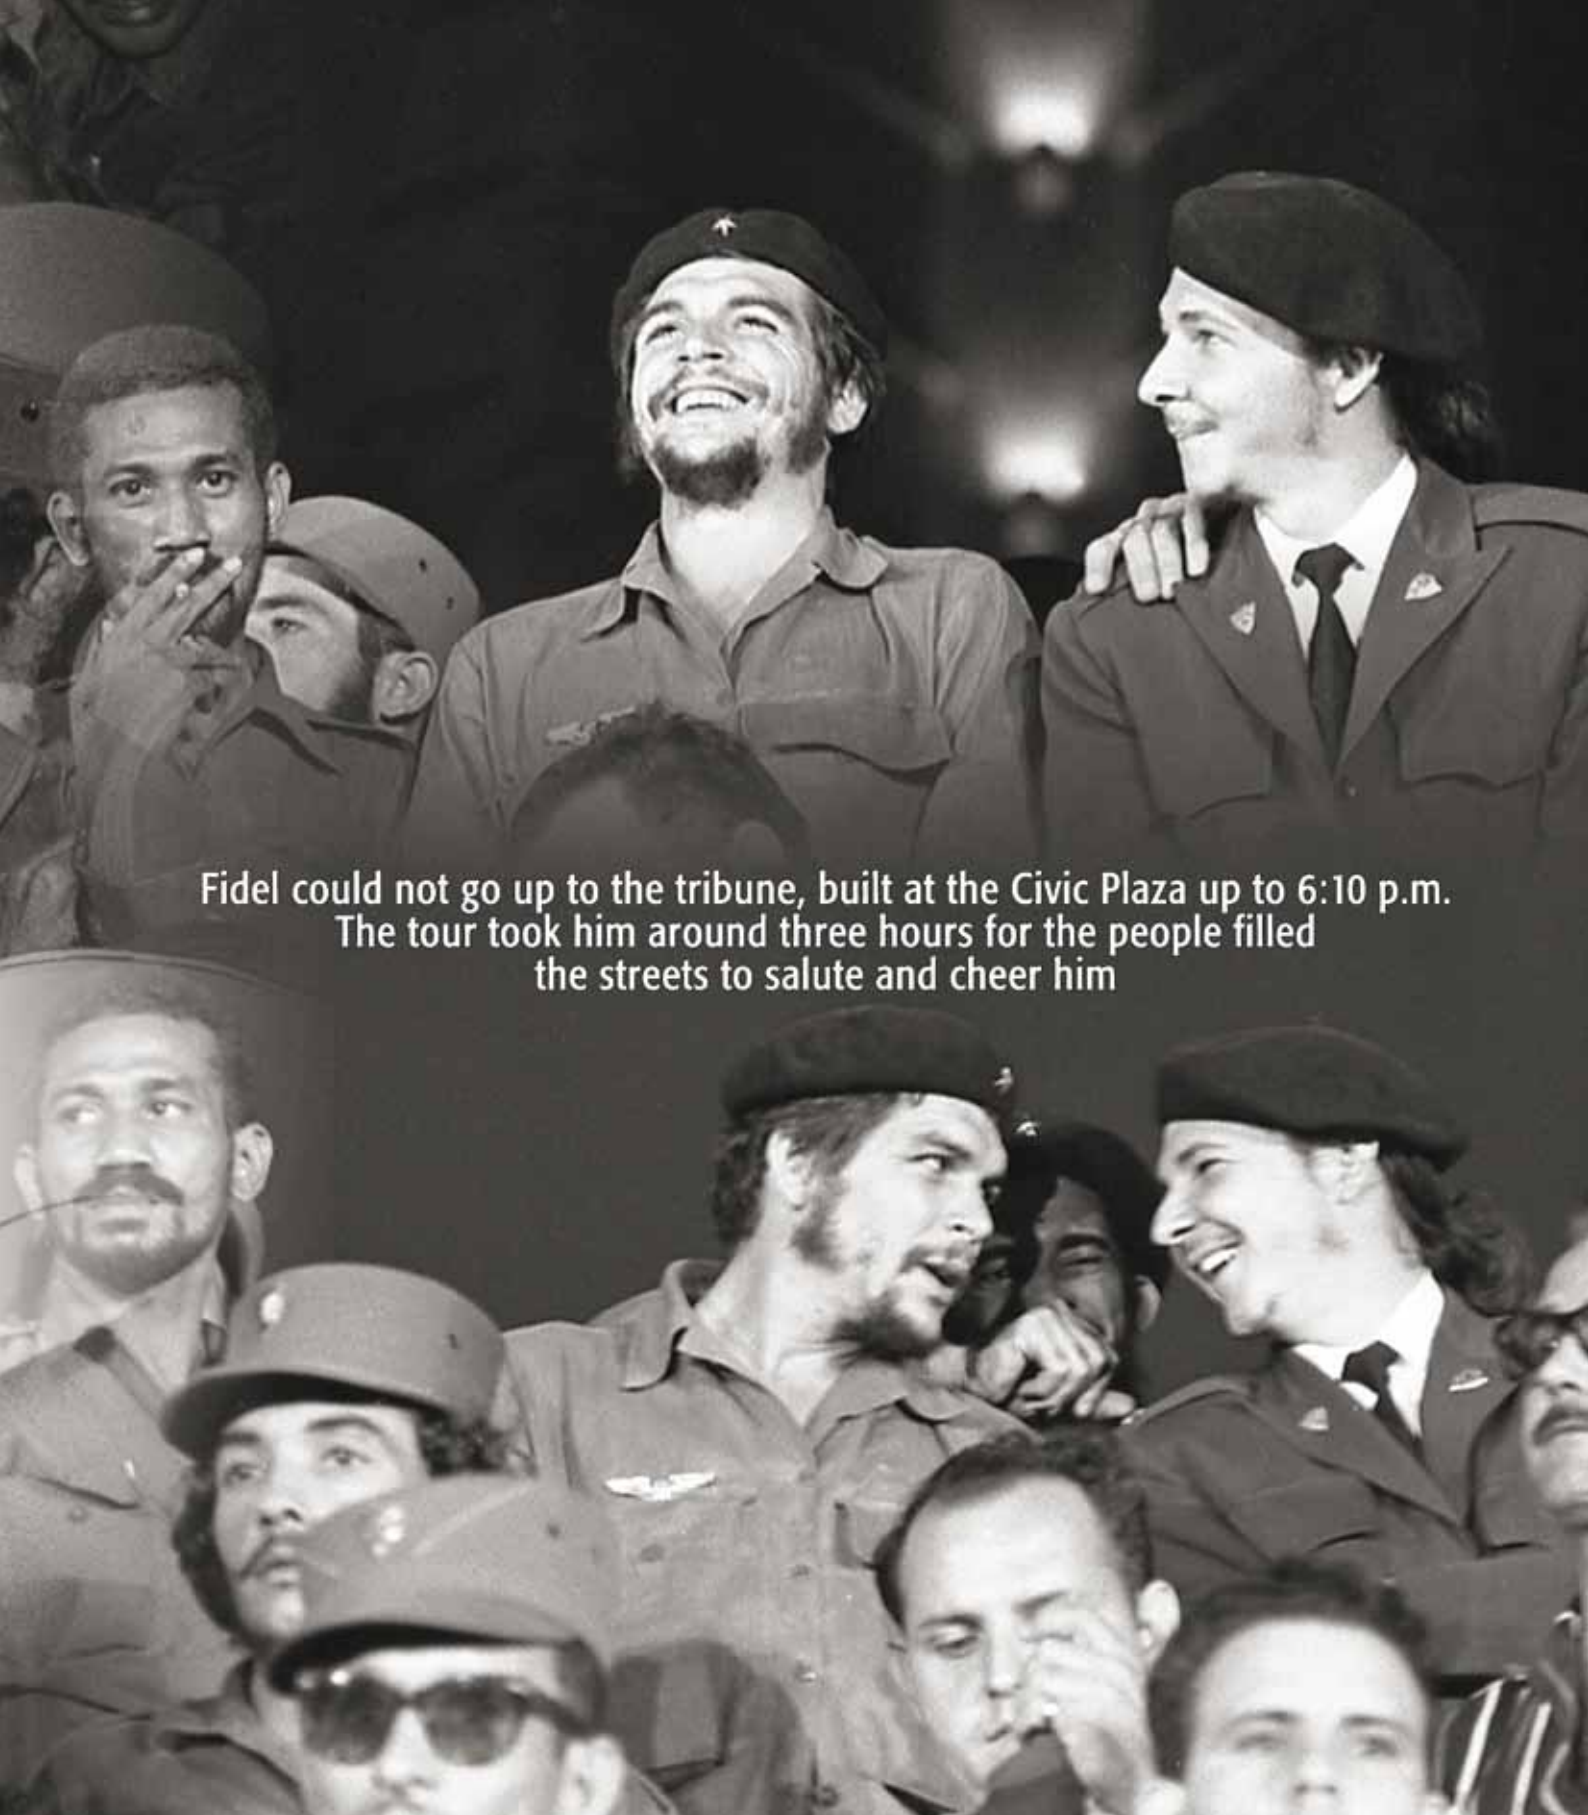 Fidel could not go up to the tribune, built at the Civic Plaza up to 6:10 p.m.
The tour took him around three hours for the people filled
the streets to salute and cheer him